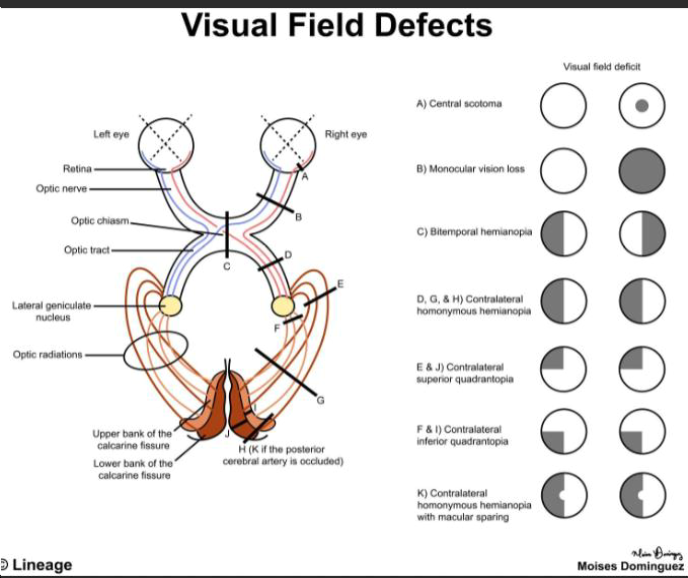 Visual Field Defects
Visual field deficit
A) Central scotoma
Left eye
Right eye
Retina
A
B) Monocular vision loss
Optic nerve
B
Optic chiasm
C) Bitemporal hemianopia
Optic tract
D
C
E
D, G, & H) Contralateral
homonymous hemianopia
Lateral geniculate
nucleus
F
Optic radiations
E & J) Contralateral
superior quadrantopia
G
I
J
Upper bank of the
calcarine fissure
F & I) Contralateral
inferior quadrantopia
H (K if the posterior
cerebral artery is occluded)
Lower bank of the
calcarine fissure
K) Contralateral
homonymous hemianopia
with macular sparing
Lineage
Moises Dominguez